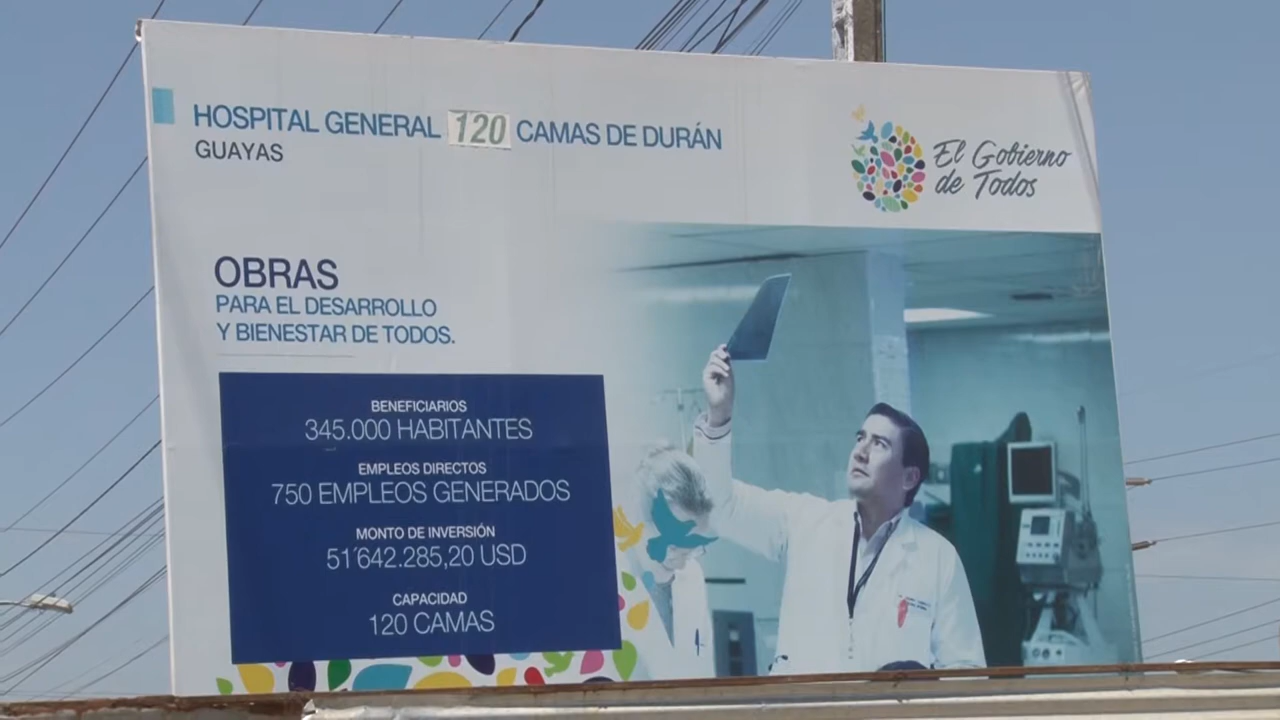 HOSPITAL GENERAL 120 CAMAS DE DURÁN
GUAYAS
El Gobierno
de Todos
OBRAS
PARA EL DESARROLLO
Y BIENESTAR DE TODOS.
BENEFICIARIOS
345.000 HABITANTES
EMPLEOS DIRECTOS
750 EMPLEOS GENERADOS
MONTO DE INVERSIÓN
51'642.285,20 USD
CAPACIDAD
120 CAMAS